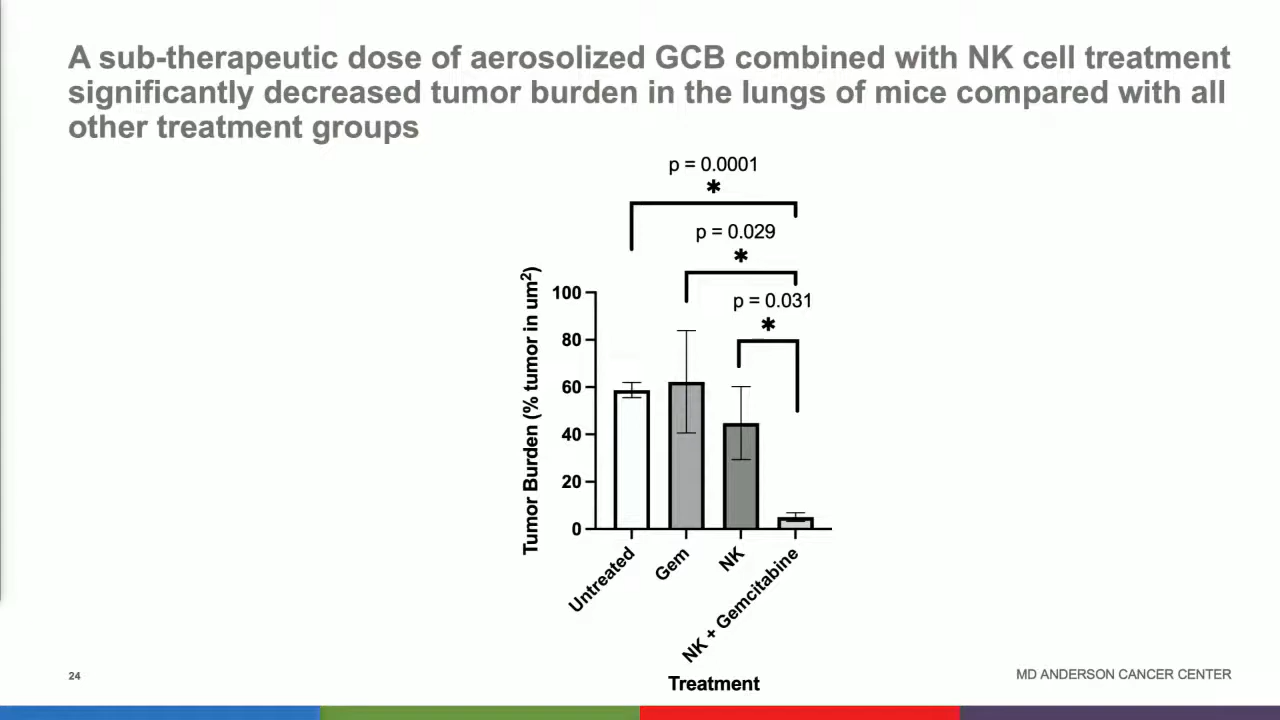 A sub-therapeutic dose of aerosolized GCB combined with NK cell treatment
significantly decreased tumor burden in the lungs of mice compared with all
other treatment groups
p = 0.0001
*
p = 0.029
*
p = 0.031
*
Tumor Burden (% tumor in um²)
100
80
60
40
20
0
Untreated
Gem
NK
NK + Gemcitabine
Treatment
24
MD ANDERSON CANCER CENTER